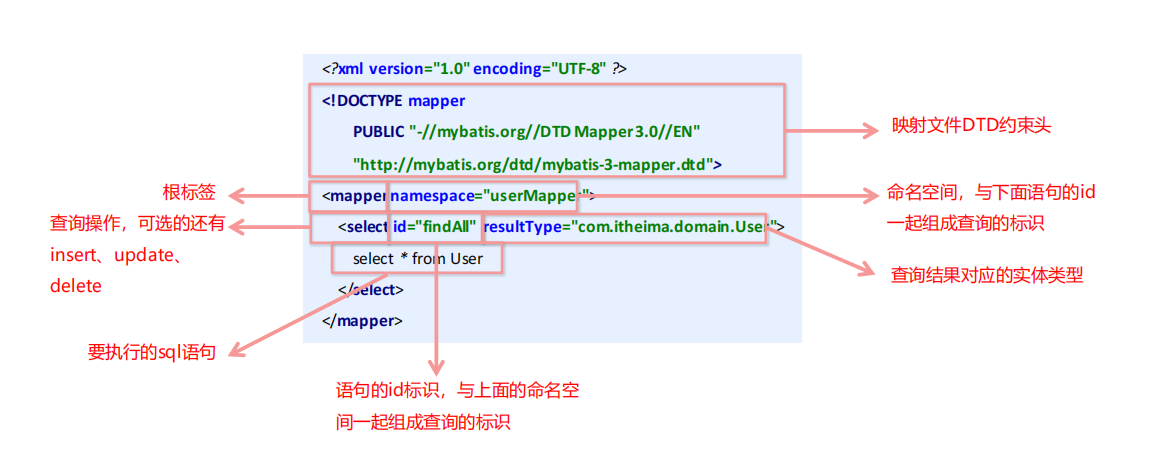 <?xml version="1.0" encoding="UTF-8" ?>
<!DOCTYPE mapper
PUBLIC "-//mybatis.org//DTD Mapper 3.0//EN"
"http://mybatis.org/dtd/mybatis-3-mapper.dtd">
<mapper namespace="userMapper">
<select id="findAll" resultType="com.itheima.domain.User">
select * from User
</select>
</mapper>
映射文件DTD约束头
根标签
命名空间，与下面语句的id
一起组成查询的标识
查询操作，可选的还有
insert、update、
delete
查询结果对应的实体类型
要执行的sql语句
语句的id标识，与上面的命名空
间一起组成查询的标识